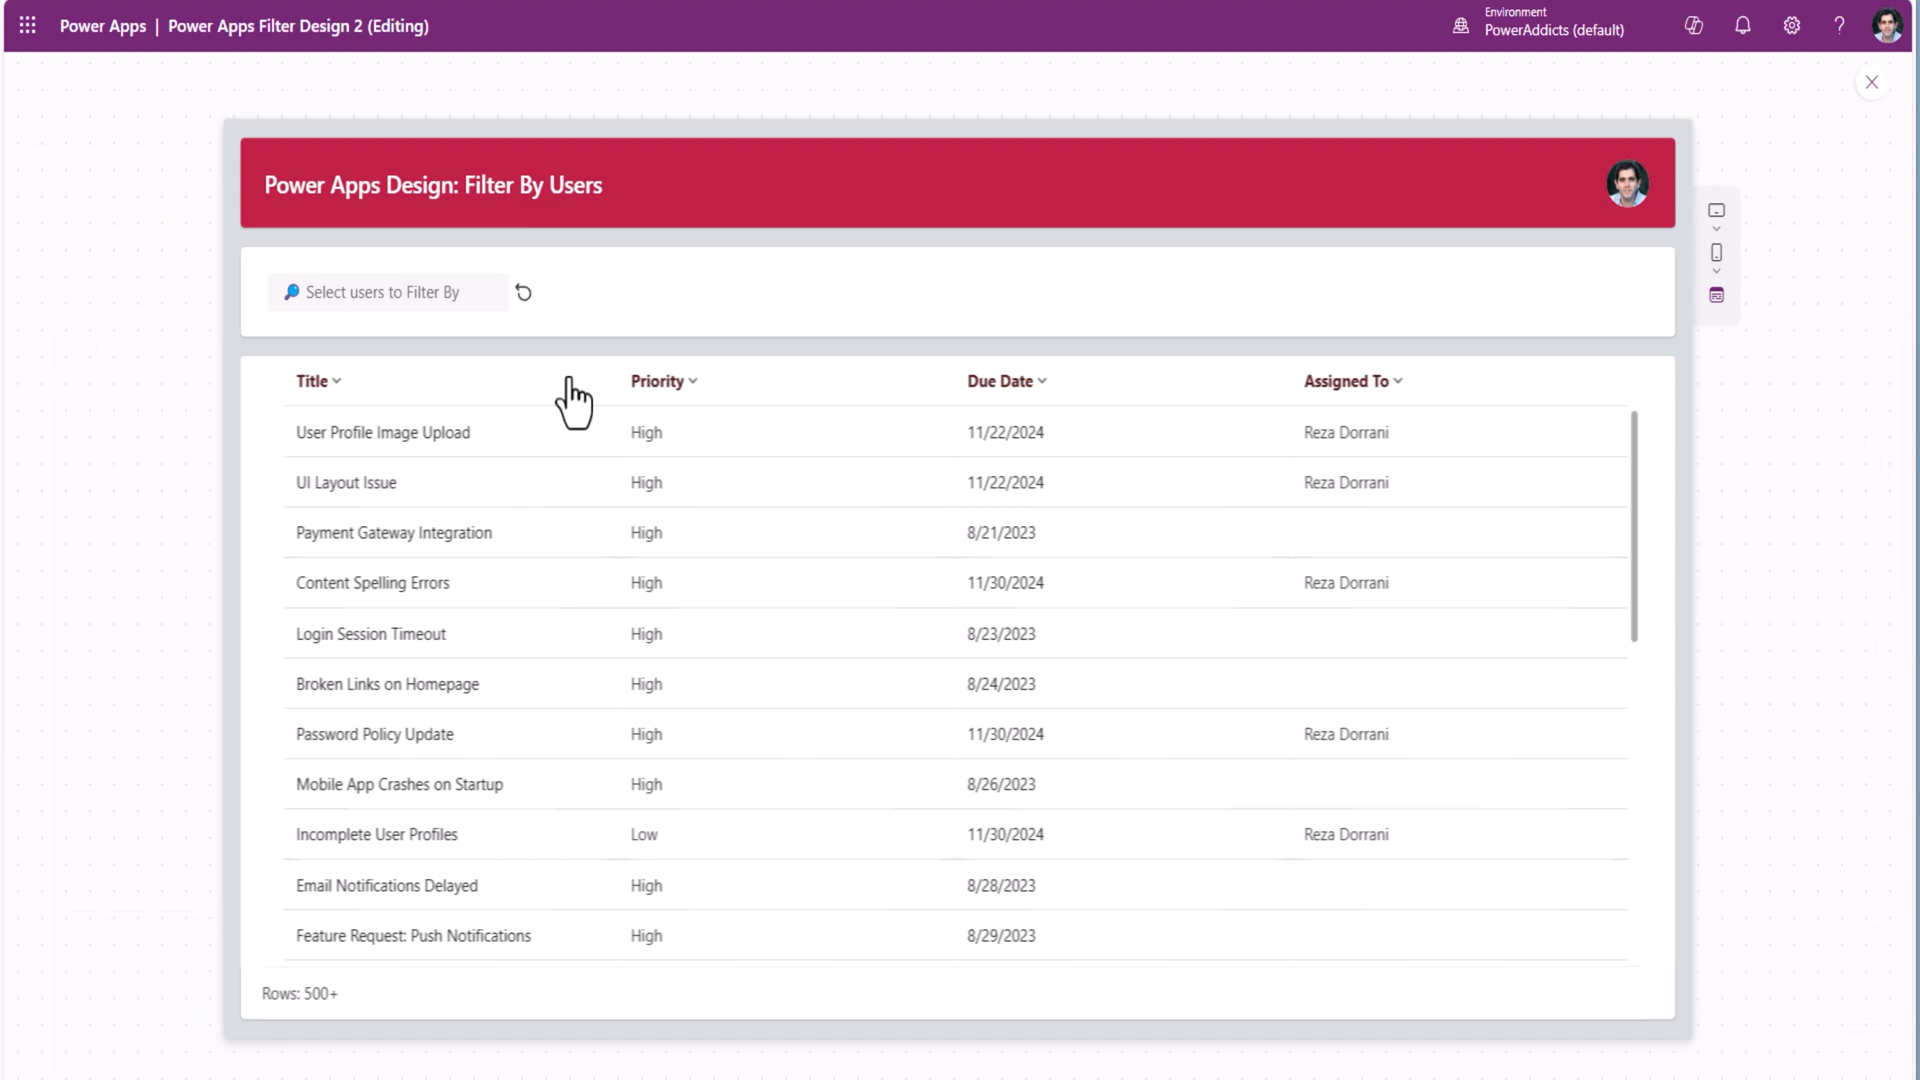 Power Apps | Power Apps Filter Design 2 (Editing)
Environment
PowerAddicts (default)
Power Apps Design: Filter By Users
Select users to Filter By
Title Priority Due Date Assigned To
User Profile Image Upload High 11/22/2024 Reza Dorrani
UI Layout Issue High 11/22/2024 Reza Dorrani
Payment Gateway Integration High 8/21/2023
Content Spelling Errors High 11/30/2024 Reza Dorrani
Login Session Timeout High 8/23/2023
Broken Links on Homepage High 8/24/2023
Password Policy Update High 11/30/2024 Reza Dorrani
Mobile App Crashes on Startup High 8/26/2023
Incomplete User Profiles Low 11/30/2024 Reza Dorrani
Email Notifications Delayed High 8/28/2023
Feature Request: Push Notifications High 8/29/2023
Rows: 500+